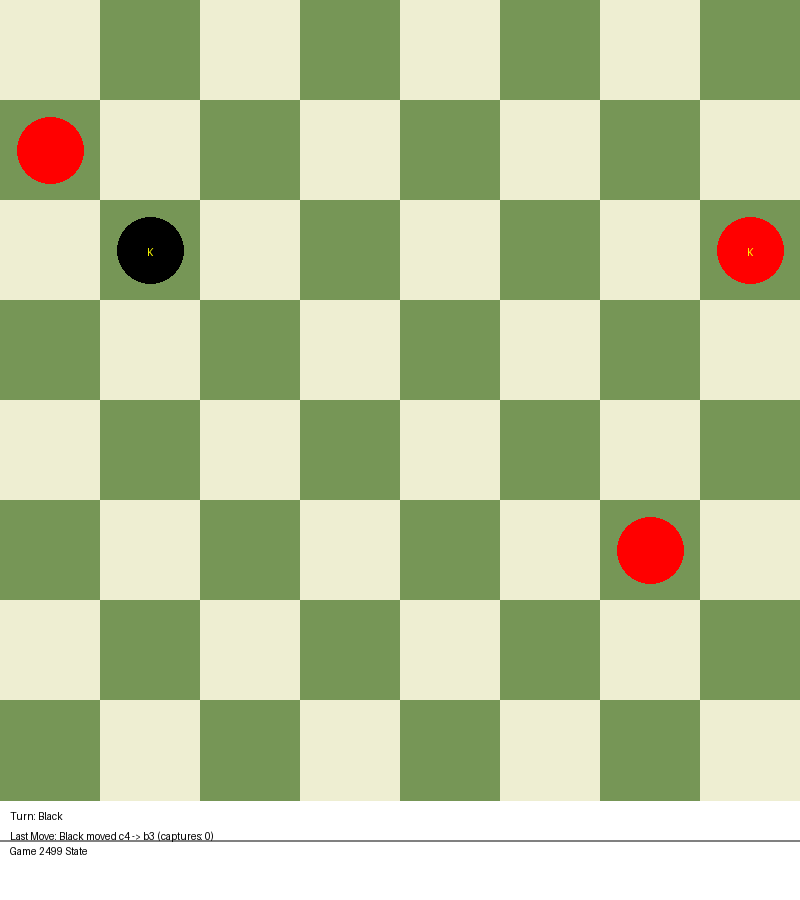 K
K
Turn: Black
Last Move: Black moved c4 -> b3 (captures: 0)
Game 2499 State